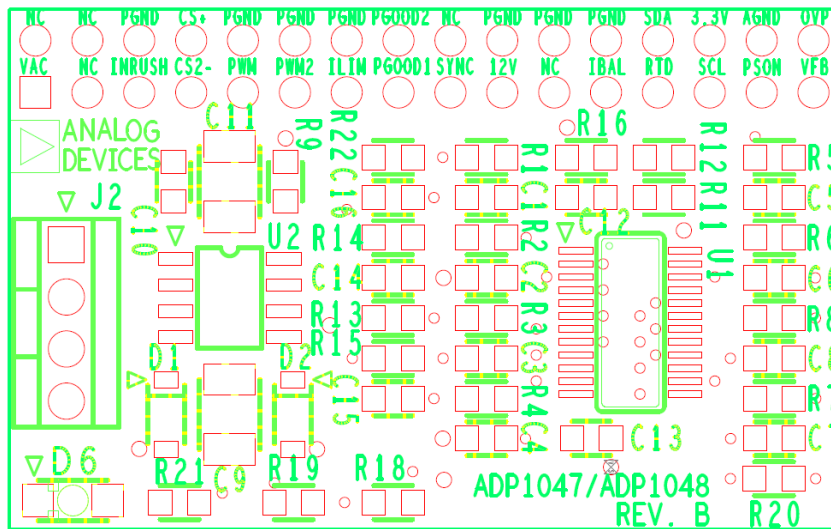 NC NC PGND CS+ PGND PGND PGND PGOOD2 NC PGND PGND PGND SDA 3.3V AGND OVP
VAC NC INRUSH CS2- PWM PWM2 ILIM PGOOD1 SYNC 12V NC IBAL RTD SCL PSON VFB
ANALOG
DEVICES
J2
C10
C11
R9
U2
R22
C16
R14
C14
R13
R15
C15
R1
C1
R2
C2
R3
C3
R4
C4
R16
R12
R11
C12
U1
R6
R8
D1
D2
D6
R21
C9
R19
R18
C13
ADP1047/ADP1048
REV. B
R20